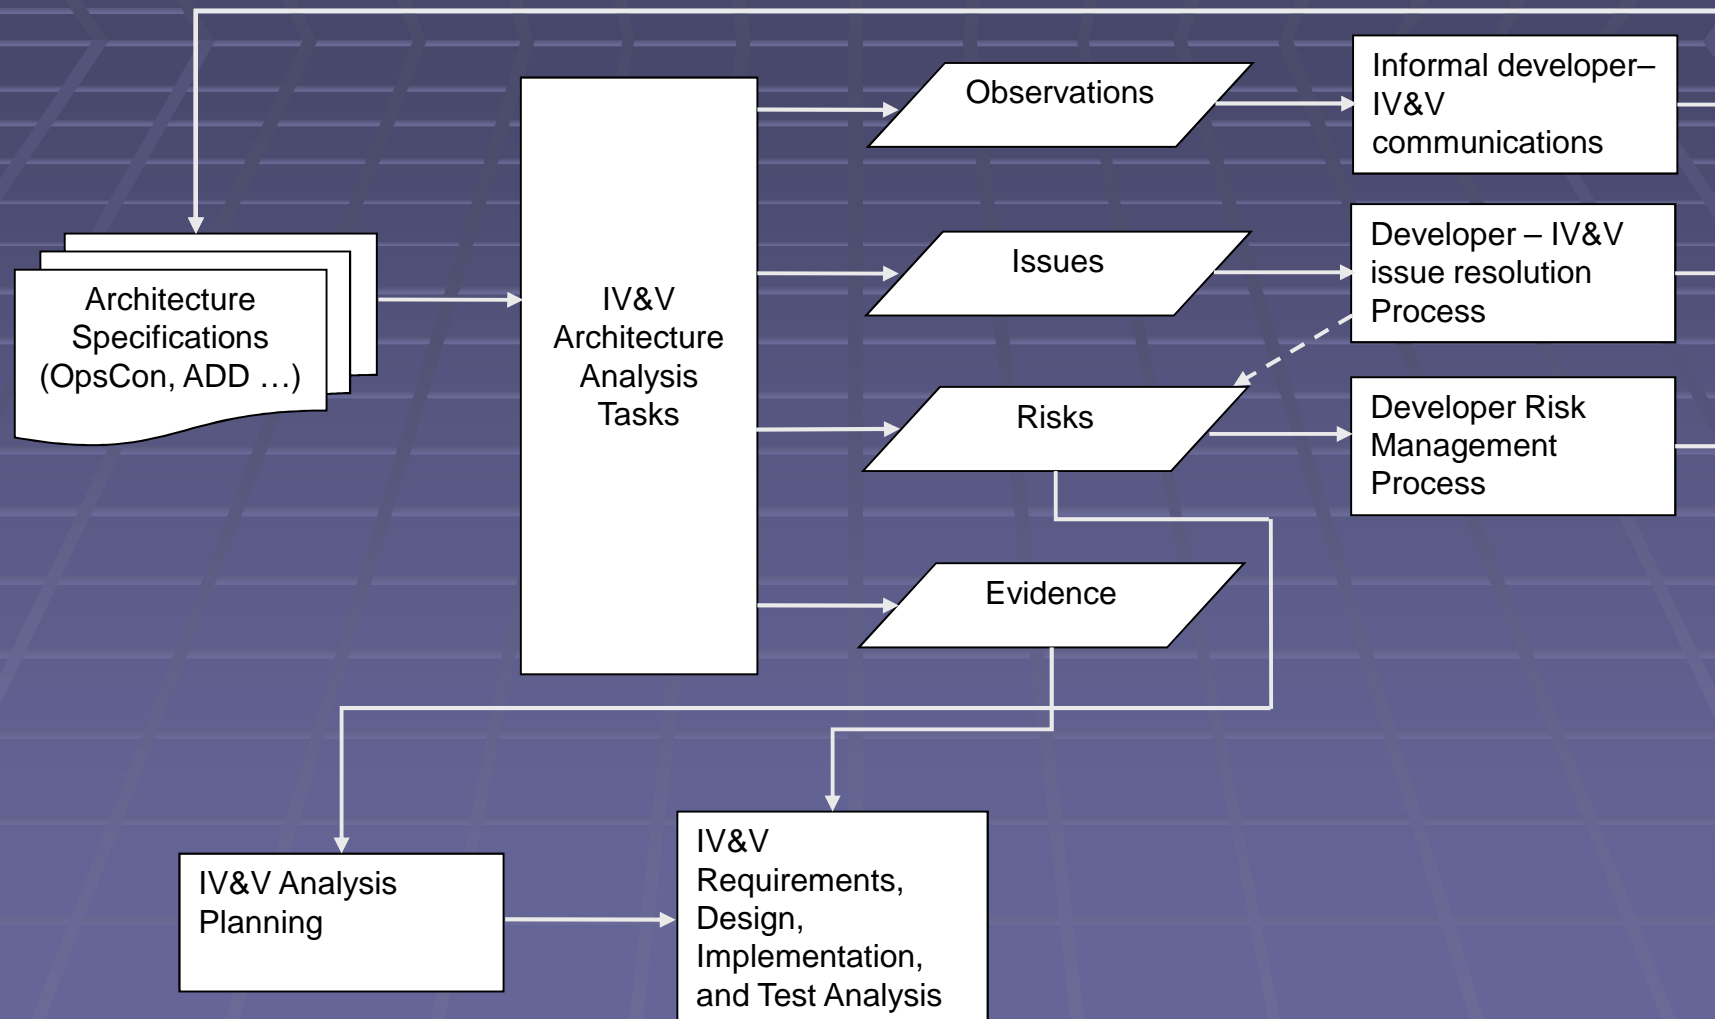 Architecture
Specifications
(OpsCon, ADD …)
IV&V
Architecture
Analysis
Tasks
Observations
Issues
Risks
Evidence
Informal developer–
IV&V
communications
Developer – IV&V
issue resolution
Process
Developer Risk
Management
Process
IV&V Analysis
Planning
IV&V
Requirements,
Design,
Implementation,
and Test Analysis